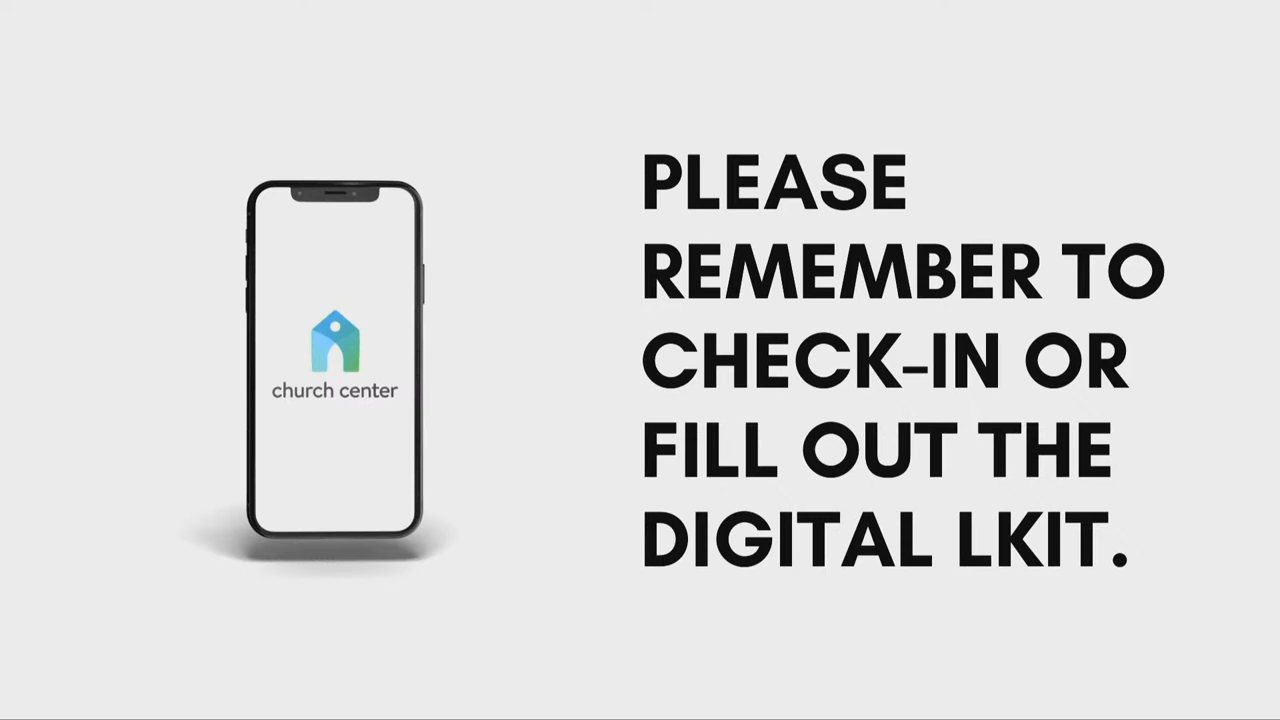 church center
PLEASE
REMEMBER TO
CHECK-IN OR
FILL OUT THE
DIGITAL LKIT.